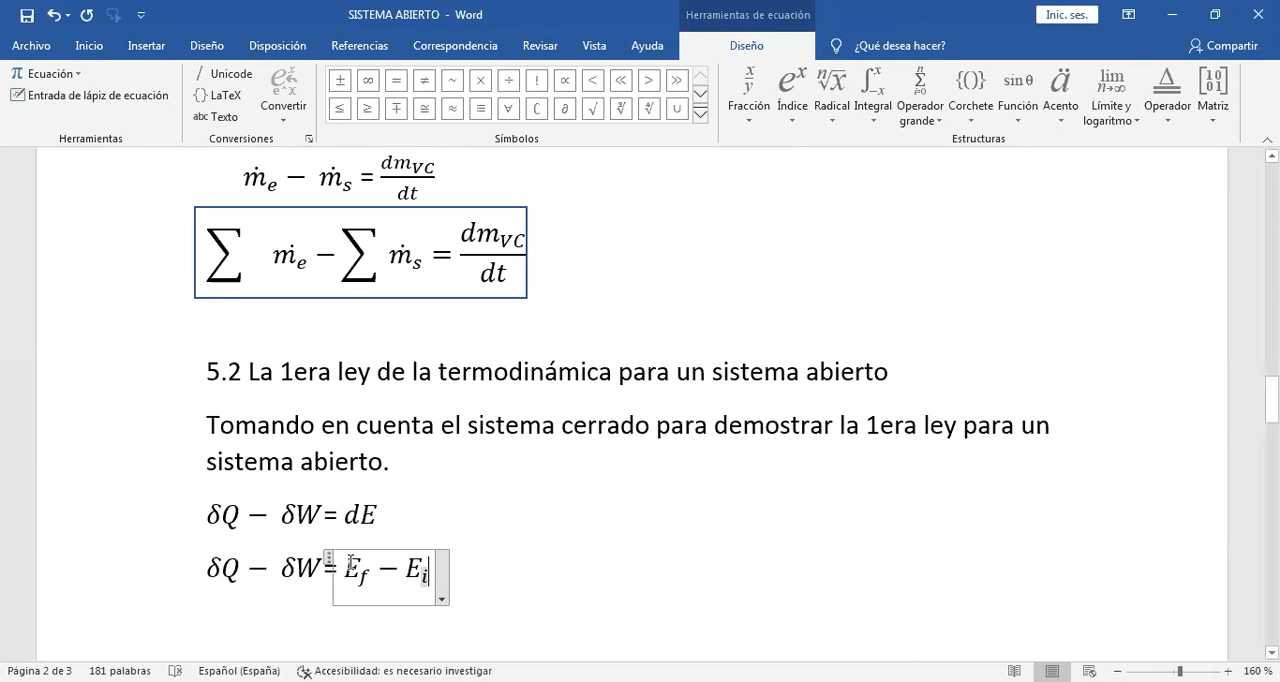 SISTEMA ABIERTO - Word
Herramientas de ecuación
Inic. ses.
Archivo Inicio Insertar Diseño Disposición Referencias Correspondencia Revisar Vista Ayuda Diseño ¿Qué desea hacer? Compartir
π Ecuación
Entrada de lápiz de ecuación
/ Unicode
{} LaTeX
abc Texto
Convertir
± ∞ = ≠ ~ × ÷ ! ∝ < ≪ > ≫
≤ ≥ ∓ ≅ ≈ ≡ ∀ ∁ ∂ √ ∛ ∜ ∪
Fracción Índice Radical Integral Operador grande Corchete Función Acento Límite y logaritmo Operador Matriz
Herramientas Conversiones Símbolos Estructuras
ṁₑ − ṁₛ = dm_VC/dt
∑ ṁₑ − ∑ ṁₛ = dm_VC/dt
5.2 La 1era ley de la termodinámica para un sistema abierto
Tomando en cuenta el sistema cerrado para demostrar la 1era ley para un
sistema abierto.
δQ − δW= dE
δQ − δW= E_f − E_i
Página 2 de 3 181 palabras Español (España) Accesibilidad: es necesario investigar 160 %